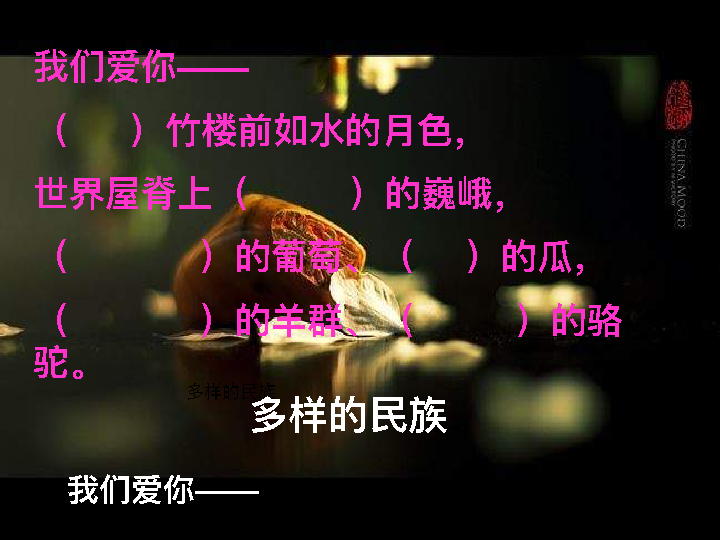 我们爱你——
（ ）竹楼前如水的月色，
世界屋脊上（ ）的巍峨，
（ ）的葡萄、（ ）的瓜，
（ ）的羊群、（ ）的骆
驼。
多样的民族
多样的民族
我们爱你——
CHINA MOOD